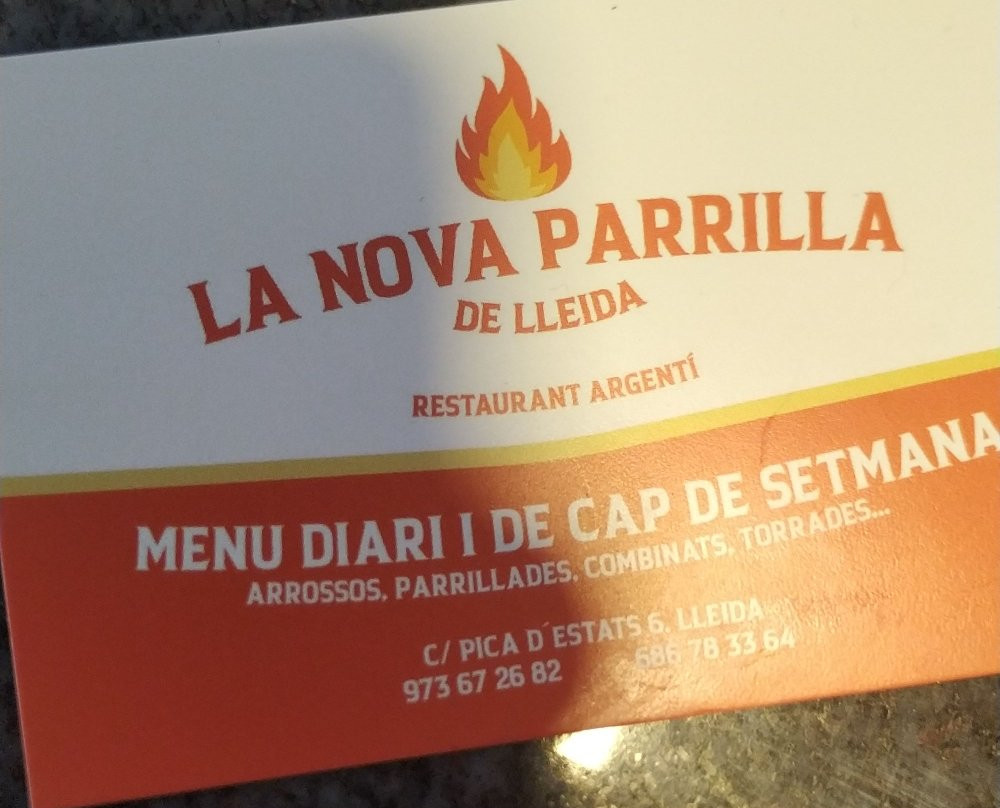 LA NOVA PARRILLA
DE LLEIDA
RESTAURANT ARGENTÍ
MENU DIARI I DE CAP DE SETMANA
ARROSSOS, PARRILLADES, COMBINATS, TORRADES...
C/ PICA D´ESTATS 6, LLEIDA
973 67 26 82 686 78 33 64